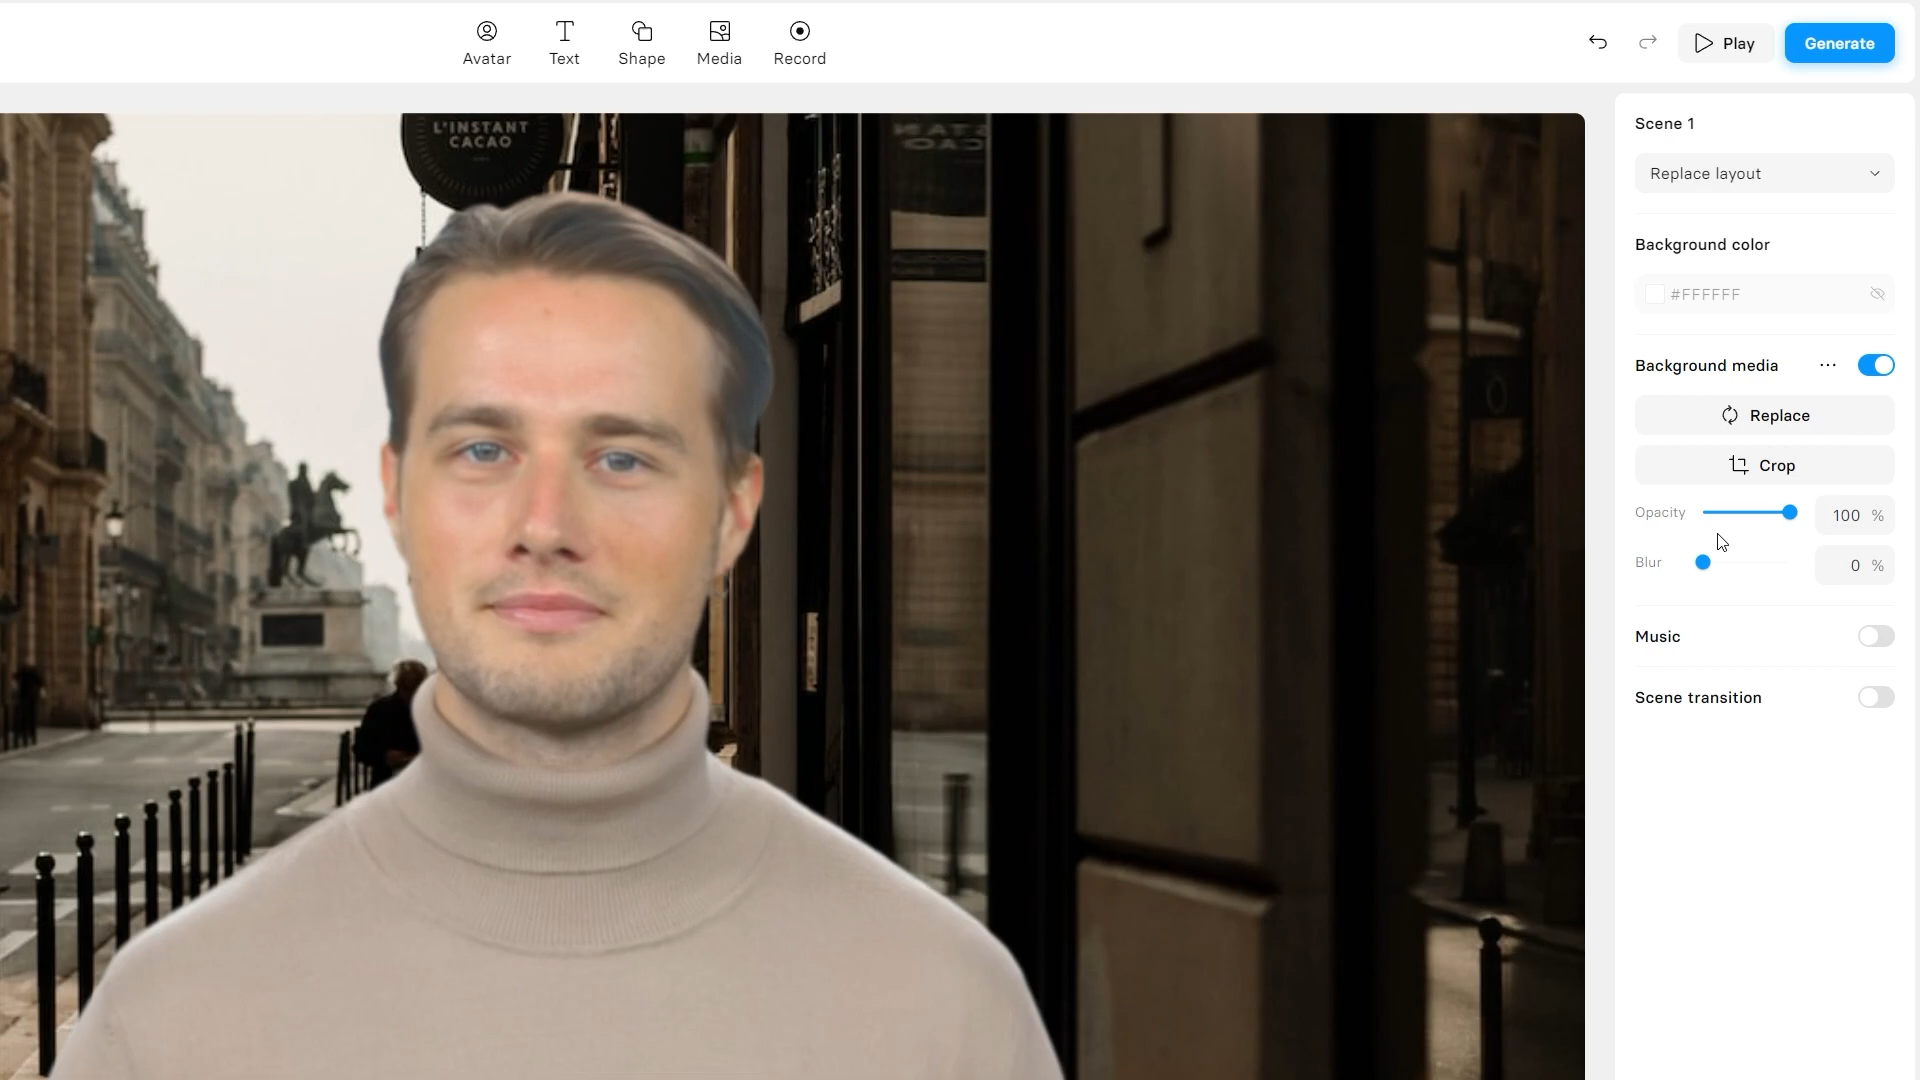 Avatar
Text
Shape
Media
Record
Play
Generate
L'INSTANT
CACAO
Scene 1
Replace layout
Background color
#FFFFFF
Background media
Replace
Crop
Opacity
100 %
Blur
0 %
Music
Scene transition